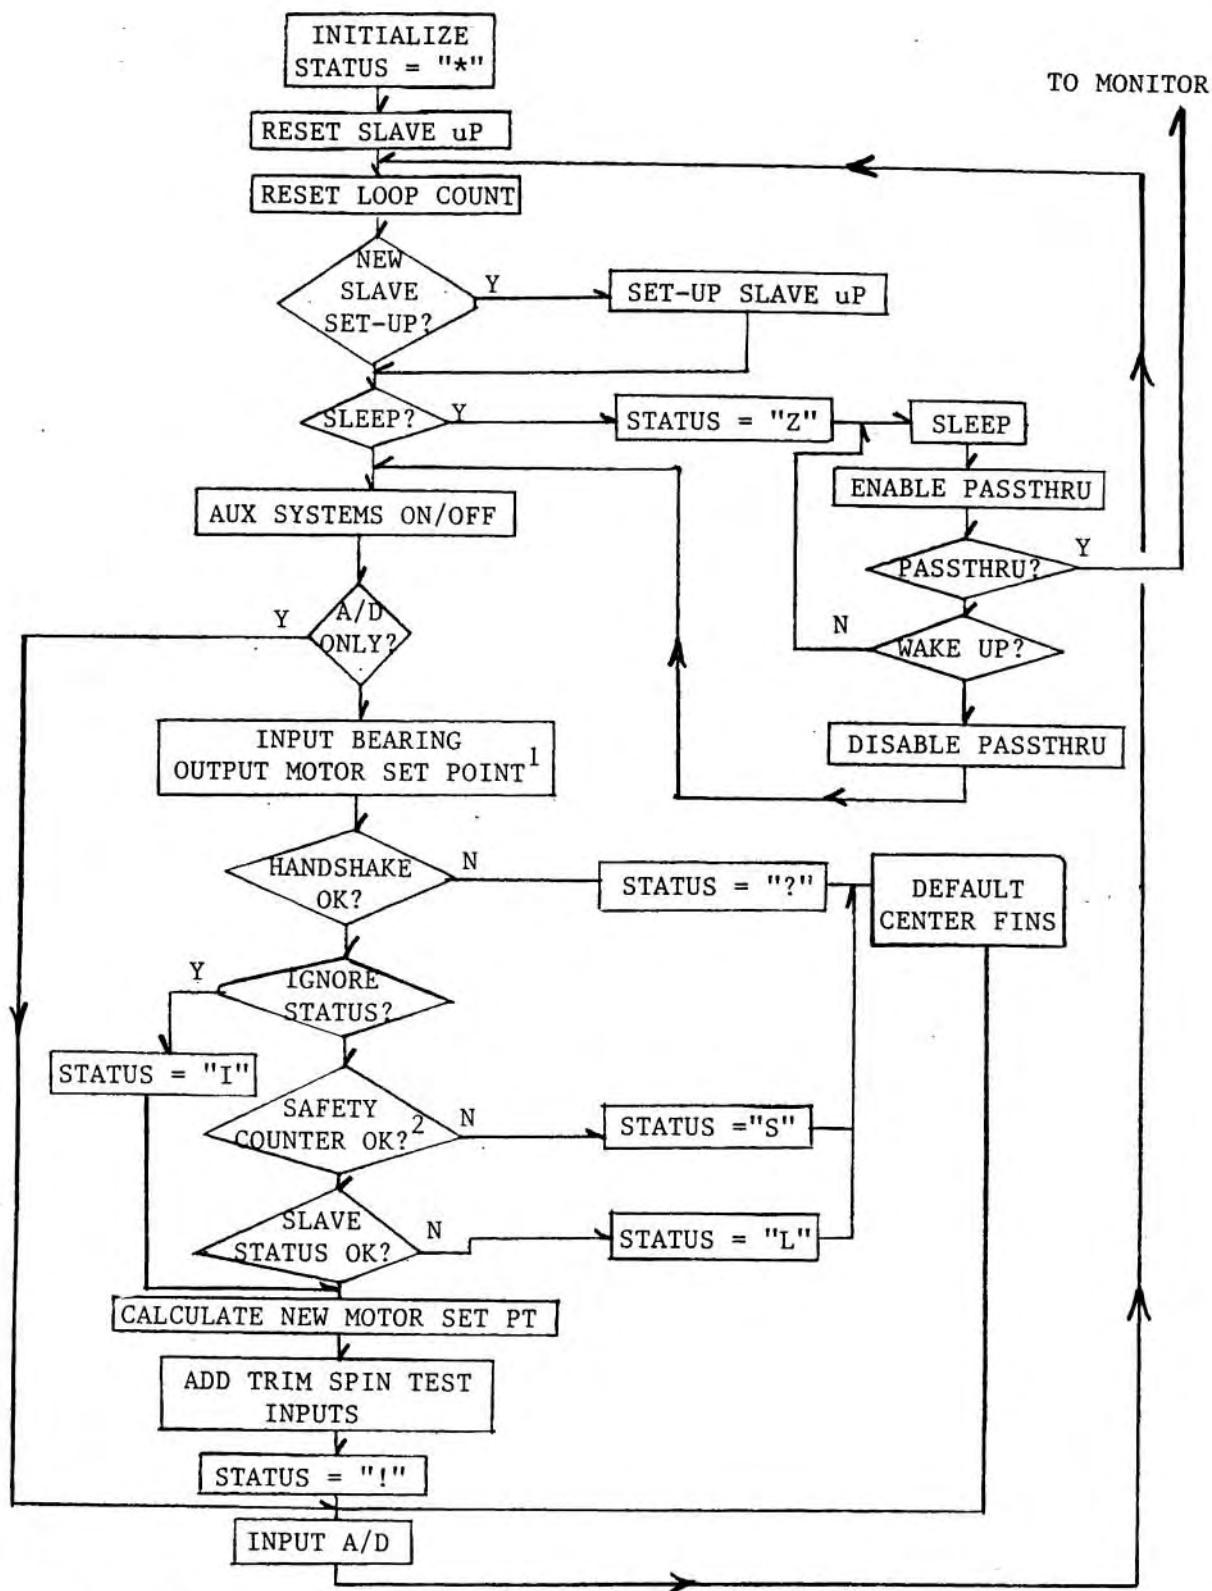 INITIALIZE
STATUS = "*"
TO MONITOR
RESET SLAVE uP
RESET LOOP COUNT
NEW
SLAVE
SET-UP?
Y
SET-UP SLAVE uP
SLEEP?
Y
STATUS = "Z"
SLEEP
ENABLE PASSTHRU
AUX SYSTEMS ON/OFF
PASSTHRU?
Y
Y
A/D
ONLY?
N
WAKE UP?
INPUT BEARING
OUTPUT MOTOR SET POINT1
DISABLE PASSTHRU
HANDSHAKE
OK?
N
STATUS = "?"
DEFAULT
CENTER FINS
Y
IGNORE
STATUS?
STATUS = "I"
SAFETY
COUNTER OK?2
N
STATUS ="S"
SLAVE
STATUS OK?
N
STATUS = "L"
CALCULATE NEW MOTOR SET PT
ADD TRIM SPIN TEST
INPUTS
STATUS = "!"
INPUT A/D